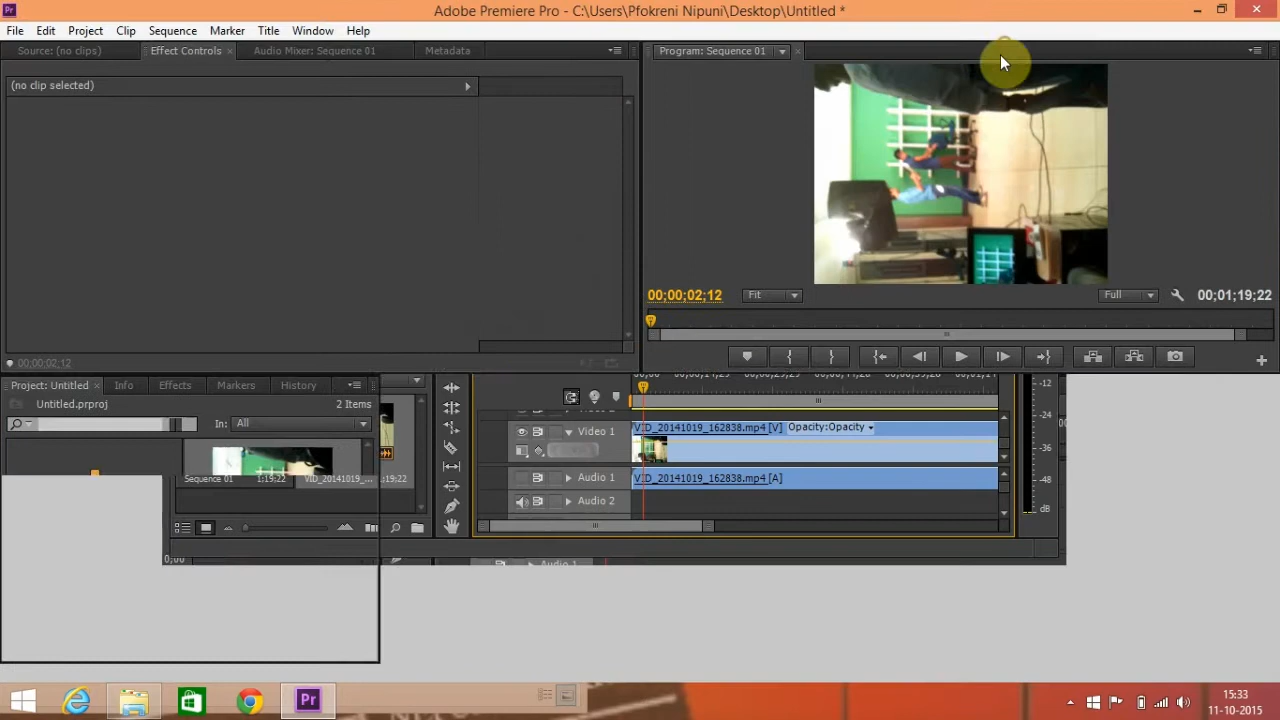 Adobe Premiere Pro - C:\Users\Pfokreni Nipuni\Desktop\Untitled *
File Edit Project Clip Sequence Marker Title Window Help
Source: (no clips) Effect Controls Audio Mixer: Sequence 01 Metadata
Program: Sequence 01
(no clip selected)
00;00;02;12 Fit Full 00;01;19;22
00;00;02;12
Project: Untitled Info Effects Markers History
Untitled.prproj 2 Items
In: All
Sequence 01 1;19;22 VID_20141019_... 1;19;22
Video 1 VID_20141019_162838.mp4 [V] Opacity:Opacity
Audio 1 VID_20141019_162838.mp4 [A]
Audio 2
-12
-24
-36
-48
dB
Audio 1
15:33
11-10-2015